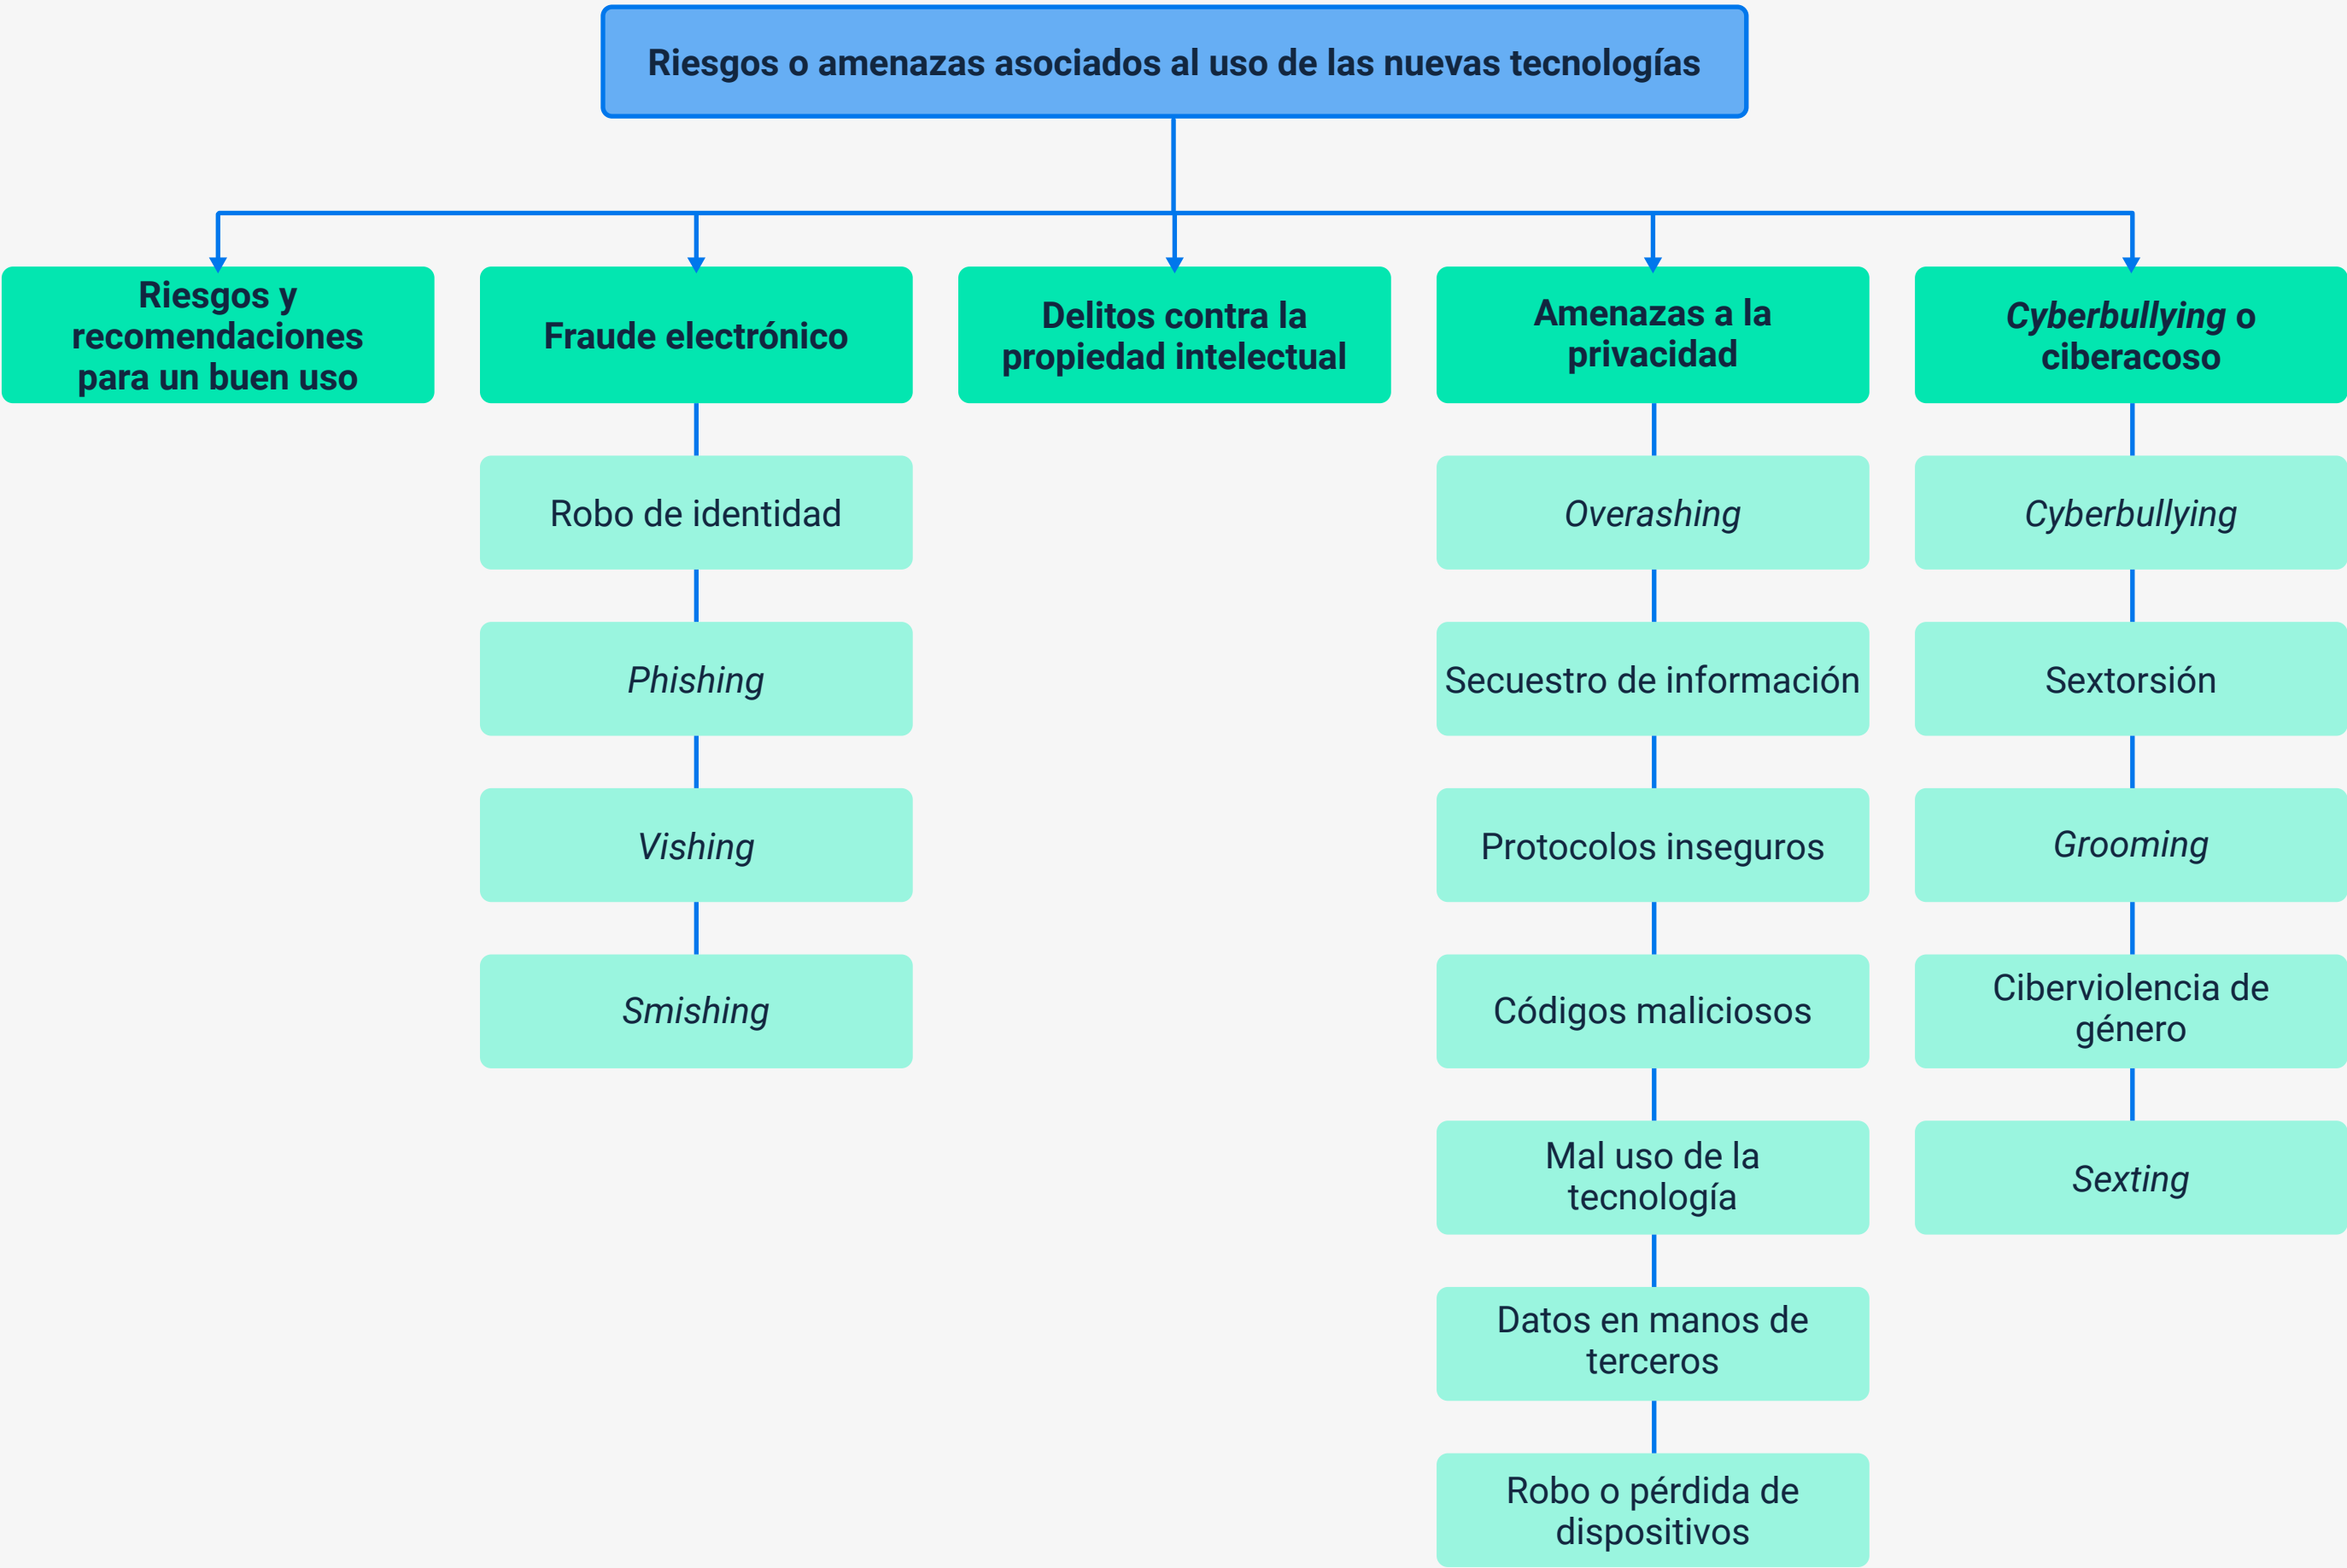 Riesgos o amenazas asociados al uso de las nuevas tecnologías
Riesgos y
recomendaciones
para un buen uso
Fraude electrónico
Robo de identidad
Phishing
Vishing
Smishing
Delitos contra la
propiedad intelectual
Amenazas a la
privacidad
Overashing
Secuestro de información
Protocolos inseguros
Códigos maliciosos
Mal uso de la
tecnología
Datos en manos de
terceros
Robo o pérdida de
dispositivos
Cyberbullying o
ciberacoso
Cyberbullying
Sextorsión
Grooming
Ciberviolencia de
género
Sexting